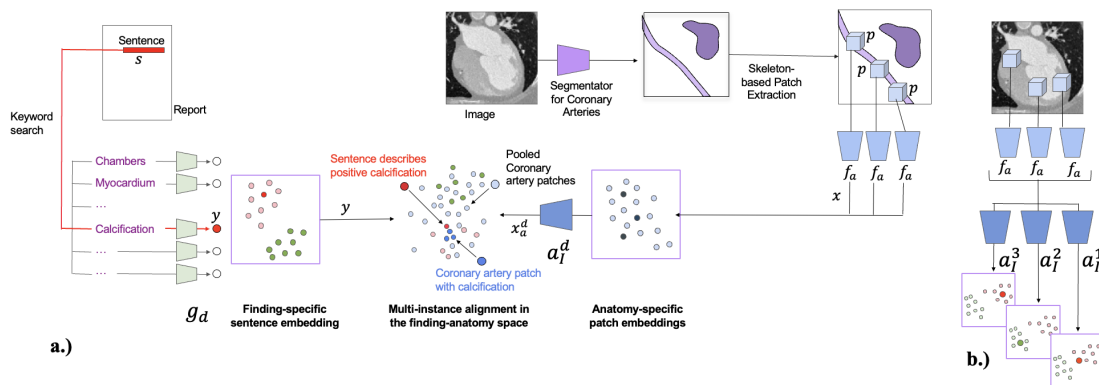 Sentence
s
Report
Keyword
search
Chambers
Myocardium
...
Calcification
...
...
y
g_d
Finding-specific
sentence embedding
y
Sentence describes
positive calcification
Pooled
Coronary
artery patches
Coronary artery patch
with calcification
Multi-instance alignment in
the finding-anatomy space
x_a^d
a_I^d
Anatomy-specific
patch embeddings
Image
Segmentator
for Coronary
Arteries
Skeleton-
based Patch
Extraction
p
p
p
f_a f_a f_a
x
a.)
f_a f_a f_a
a_I^3 a_I^2 a_I^1
b.)